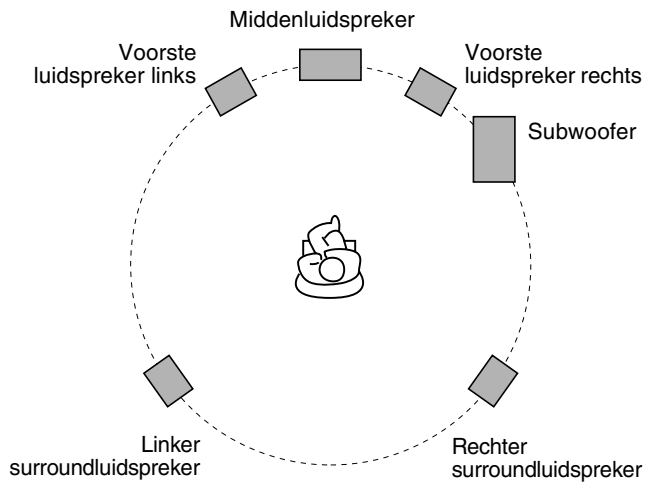 Middenluidspreker
Voorste
luidspreker links
Voorste
luidspreker rechts
Subwoofer
Linker
surroundluidspreker
Rechter
surroundluidspreker